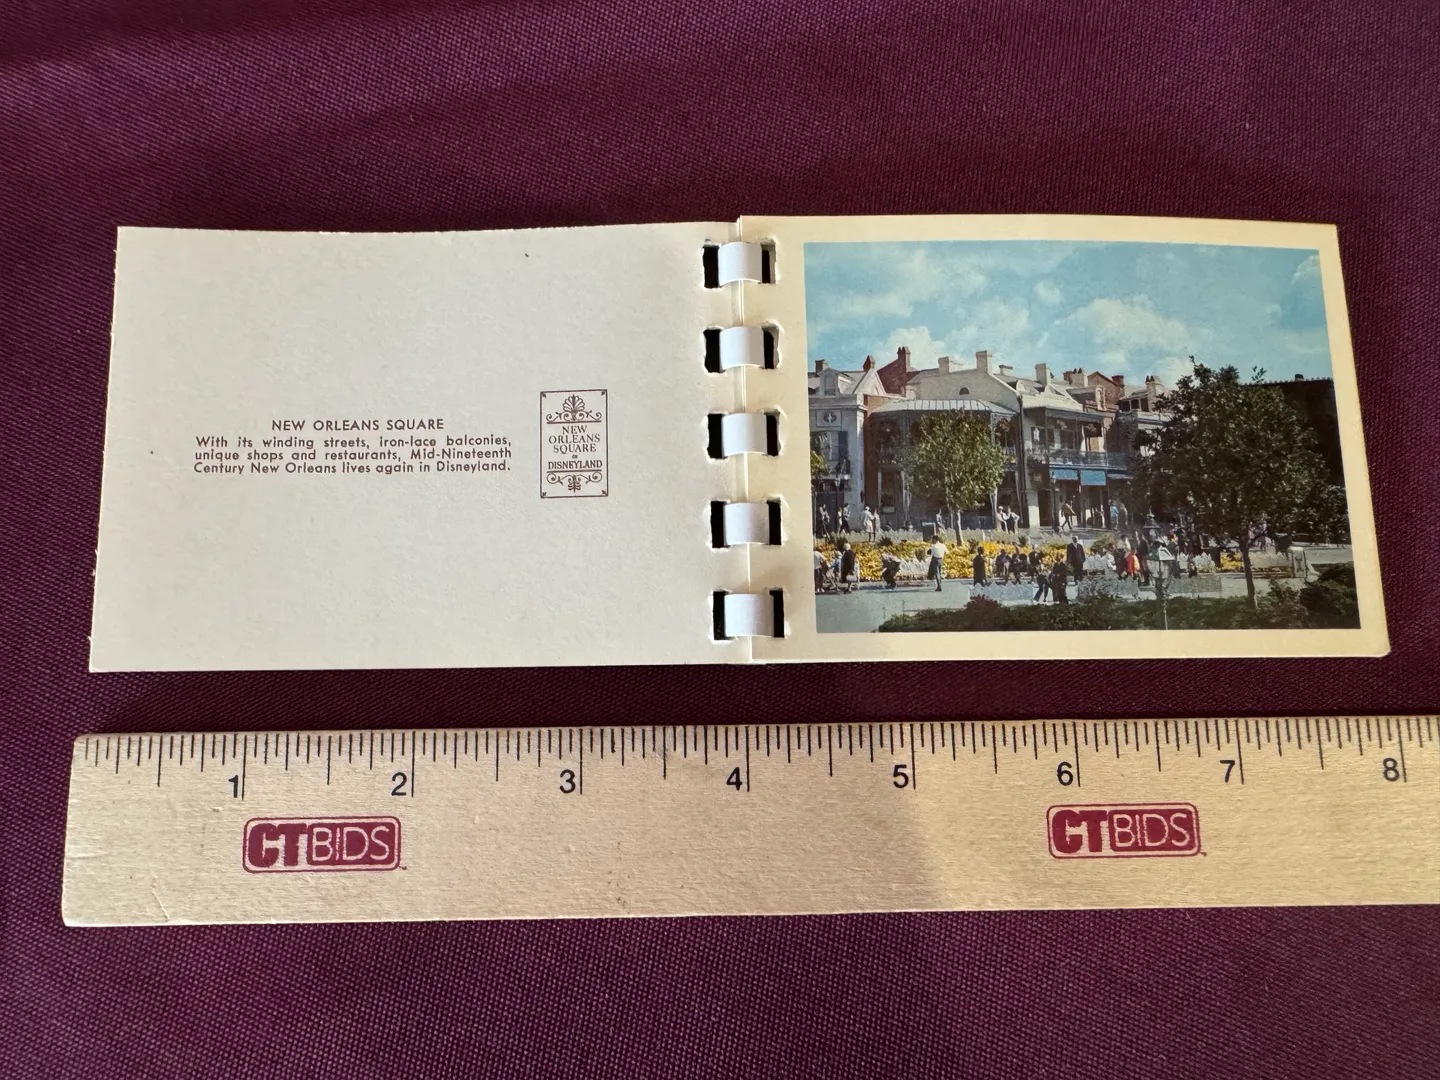 NEW ORLEANS SQUARE
With its winding streets, iron-lace balconies,
unique shops and restaurants, Mid-Nineteenth
Century New Orleans lives again in Disneyland.
NEW
ORLEANS
SQUARE
in
DISNEYLAND
1 2 3 4 5 6 7 8
CTBIDS CTBIDS